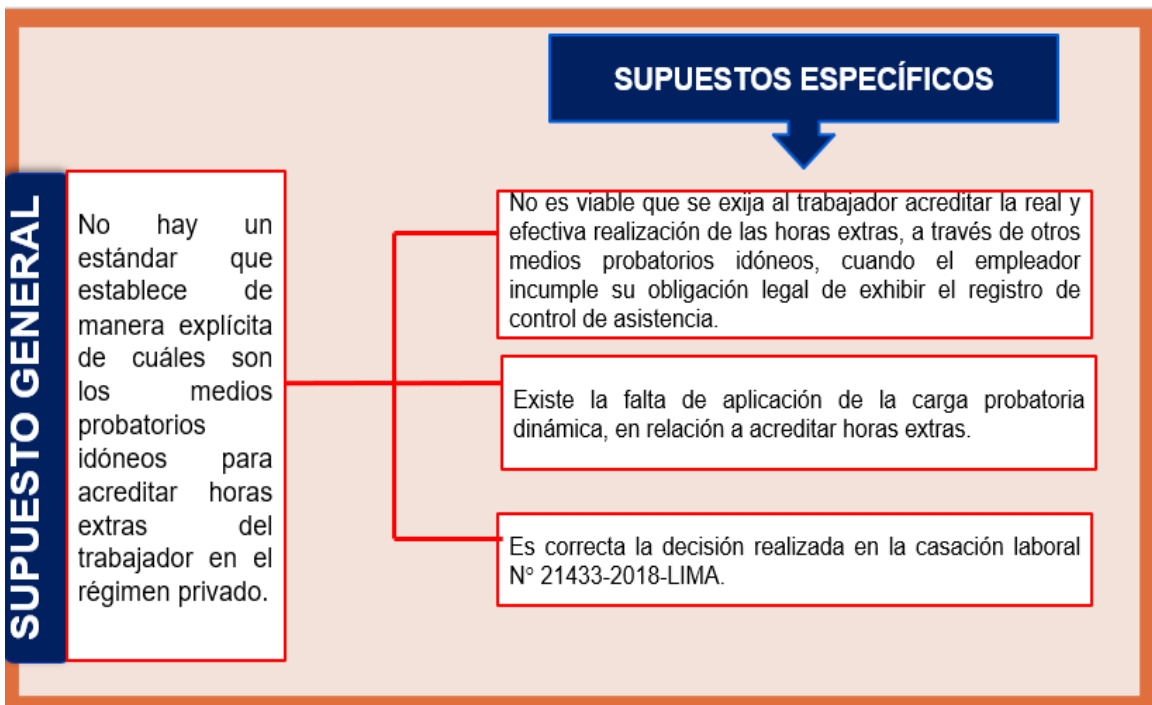 SUPUESTOS ESPECÍFICOS
SUPUESTO GENERAL
No hay un
estándar que
establece de
manera explícita
de cuáles son
los medios
probatorios
idóneos para
acreditar horas
extras del
trabajador en el
régimen privado.
No es viable que se exija al trabajador acreditar la real y
efectiva realización de las horas extras, a través de otros
medios probatorios idóneos, cuando el empleador
incumple su obligación legal de exhibir el registro de
control de asistencia.
Existe la falta de aplicación de la carga probatoria
dinámica, en relación a acreditar horas extras.
Es correcta la decisión realizada en la casación laboral
N° 21433-2018-LIMA.